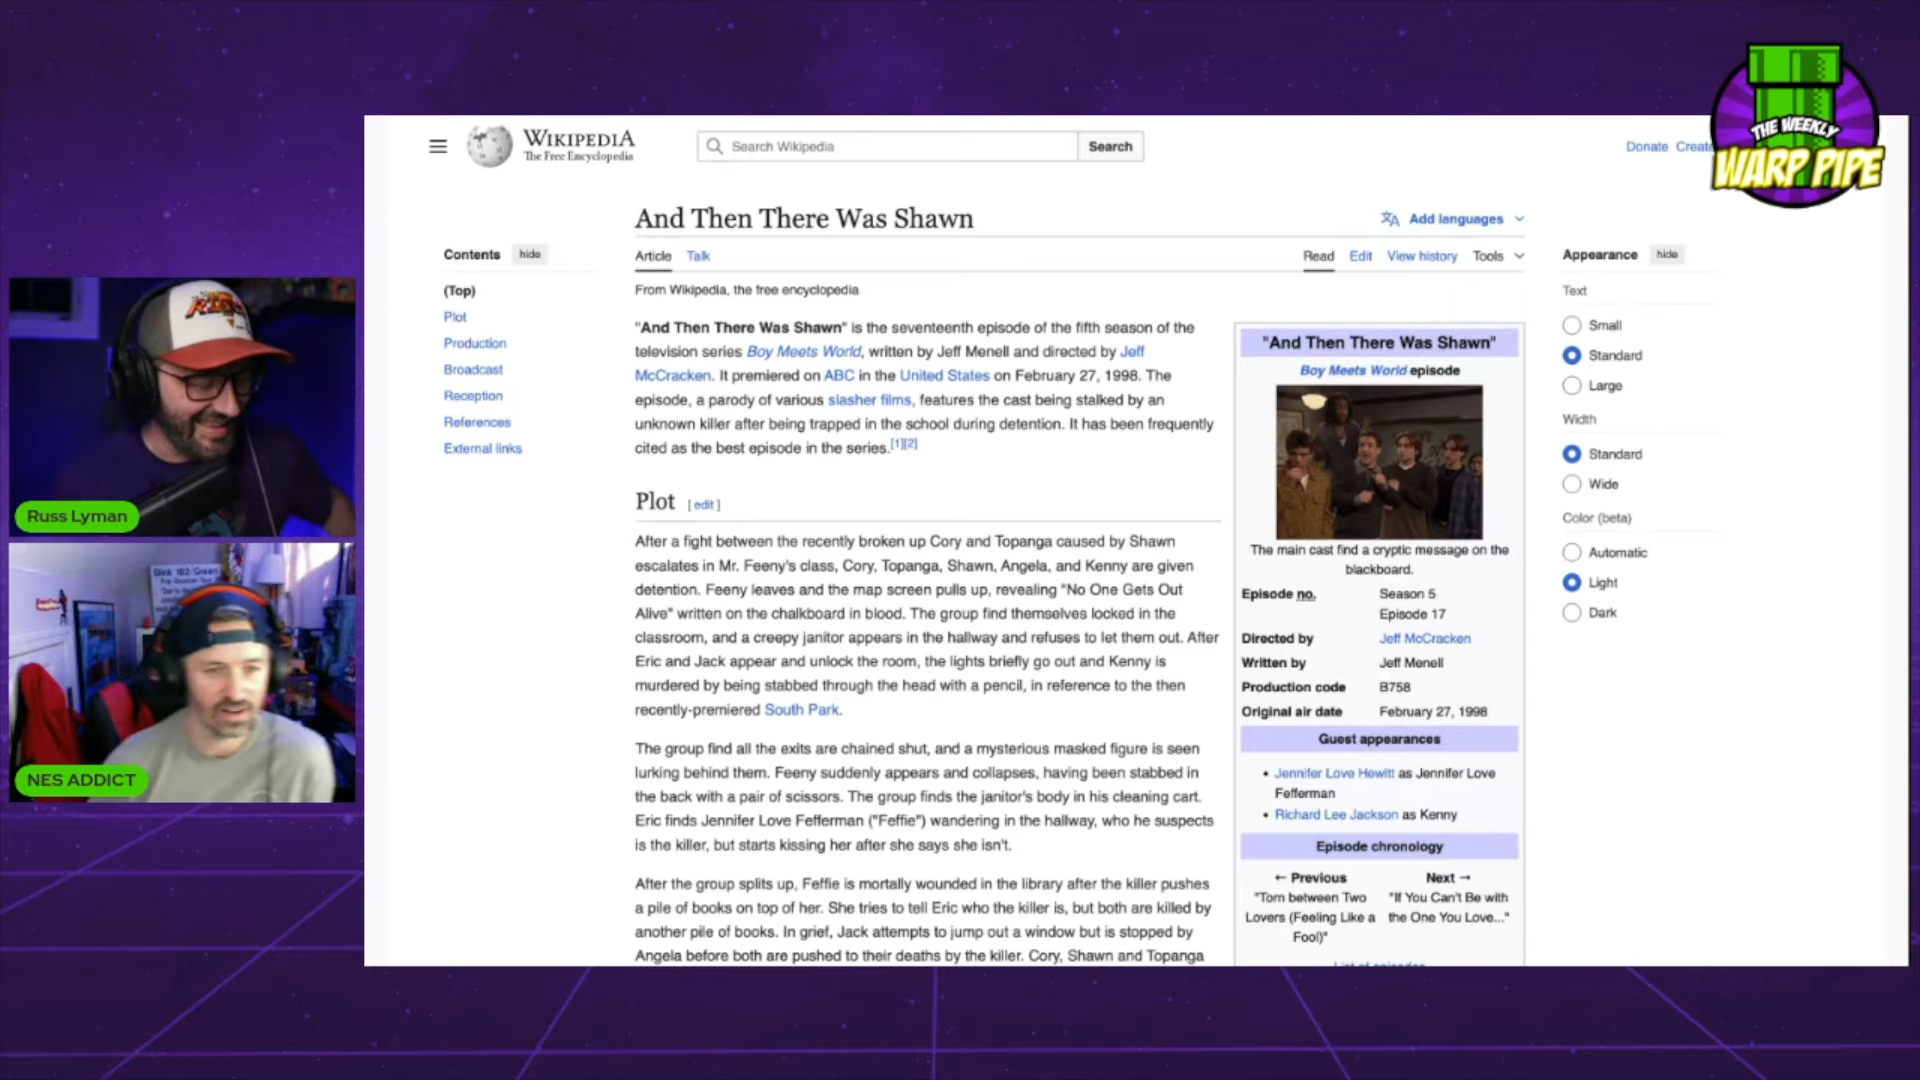 THE WEEKLY
WARP PIPE
WIKIPEDIA
The Free Encyclopedia
Search Wikipedia
Search
Donate Create
And Then There Was Shawn
Add languages
Contents hide
Article Talk
Read Edit View history Tools
Appearance hide
(Top)
Plot
Production
Broadcast
Reception
References
External links
From Wikipedia, the free encyclopedia
"And Then There Was Shawn" is the seventeenth episode of the fifth season of the
television series Boy Meets World, written by Jeff Menell and directed by Jeff
McCracken. It premiered on ABC in the United States on February 27, 1998. The
episode, a parody of various slasher films, features the cast being stalked by an
unknown killer after being trapped in the school during detention. It has been frequently
cited as the best episode in the series.[1][2]
Plot [ edit ]
After a fight between the recently broken up Cory and Topanga caused by Shawn
escalates in Mr. Feeny's class, Cory, Topanga, Shawn, Angela, and Kenny are given
detention. Feeny leaves and the map screen pulls up, revealing "No One Gets Out
Alive" written on the chalkboard in blood. The group find themselves locked in the
classroom, and a creepy janitor appears in the hallway and refuses to let them out. After
Eric and Jack appear and unlock the room, the lights briefly go out and Kenny is
murdered by being stabbed through the head with a pencil, in reference to the then
recently-premiered South Park.
The group find all the exits are chained shut, and a mysterious masked figure is seen
lurking behind them. Feeny suddenly appears and collapses, having been stabbed in
the back with a pair of scissors. The group finds the janitor's body in his cleaning cart.
Eric finds Jennifer Love Fefferman ("Feffie") wandering in the hallway, who he suspects
is the killer, but starts kissing her after she says she isn't.
After the group splits up, Feffie is mortally wounded in the library after the killer pushes
a pile of books on top of her. She tries to tell Eric who the killer is, but both are killed by
another pile of books. In grief, Jack attempts to jump out a window but is stopped by
Angela before both are pushed to their deaths by the killer. Cory, Shawn and Topanga
"And Then There Was Shawn"
Boy Meets World episode
The main cast find a cryptic message on the
blackboard.
Episode no. Season 5
Episode 17
Directed by Jeff McCracken
Written by Jeff Menell
Production code B758
Original air date February 27, 1998
Guest appearances
• Jennifer Love Hewitt as Jennifer Love
Fefferman
• Richard Lee Jackson as Kenny
Episode chronology
← Previous Next →
"Torn between Two "If You Can't Be with
Lovers (Feeling Like a the One You Love..."
Fool)"
List of episodes
Text
Small
Standard
Large
Width
Standard
Wide
Color (beta)
Automatic
Light
Dark
Russ Lyman
Blink 182/Green
NES ADDICT